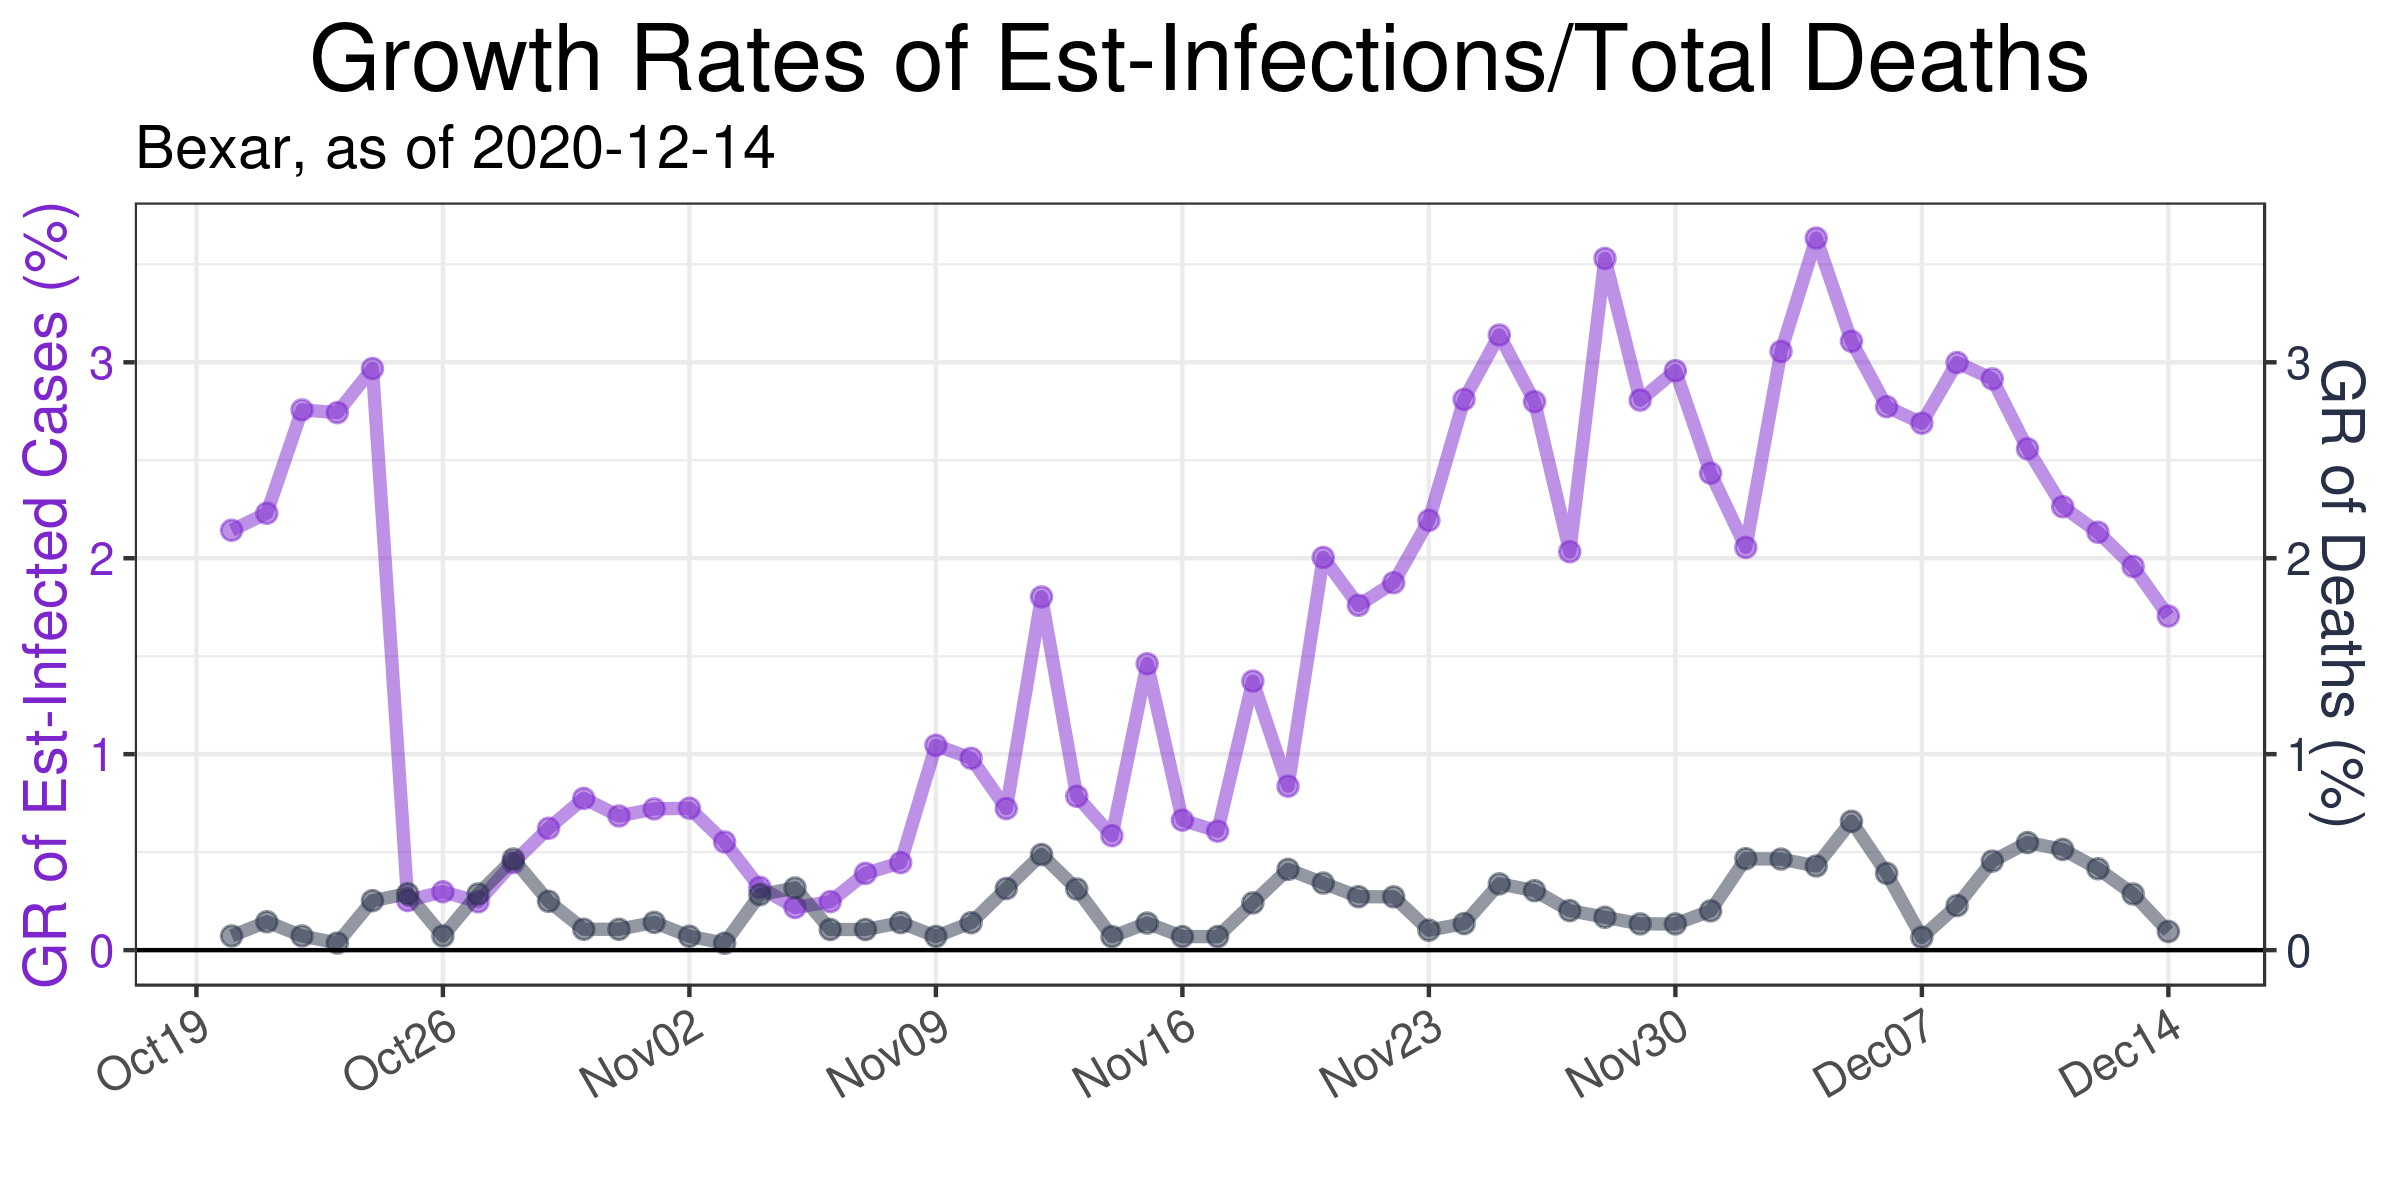 Growth Rates of Est-Infections/Total Deaths
Bexar, as of 2020-12-14
GR of Est-Infected Cases (%)
3
2
1
0
3
2
1
0
GR of Deaths (%)
Oct19
Oct26
Nov02
Nov09
Nov16
Nov23
Nov30
Dec07
Dec14